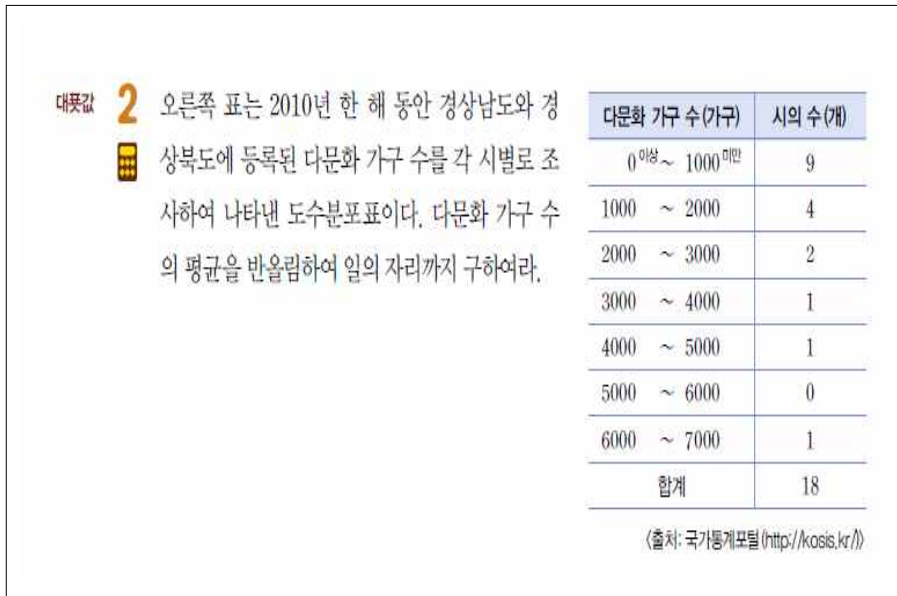 대푯값 2 오른쪽 표는 2010년 한 해 동안 경상남도와 경
상북도에 등록된 다문화 가구 수를 각 시별로 조
사하여 나타낸 도수분포표이다. 다문화 가구 수
의 평균을 반올림하여 일의 자리까지 구하여라.
다문화 가구 수(가구) 시의 수(개)
0이상 ~ 1000미만 9
1000 ~ 2000 4
2000 ~ 3000 2
3000 ~ 4000 1
4000 ~ 5000 1
5000 ~ 6000 0
6000 ~ 7000 1
합계 18
〈출처: 국가통계포털(http://kosis.kr/)〉